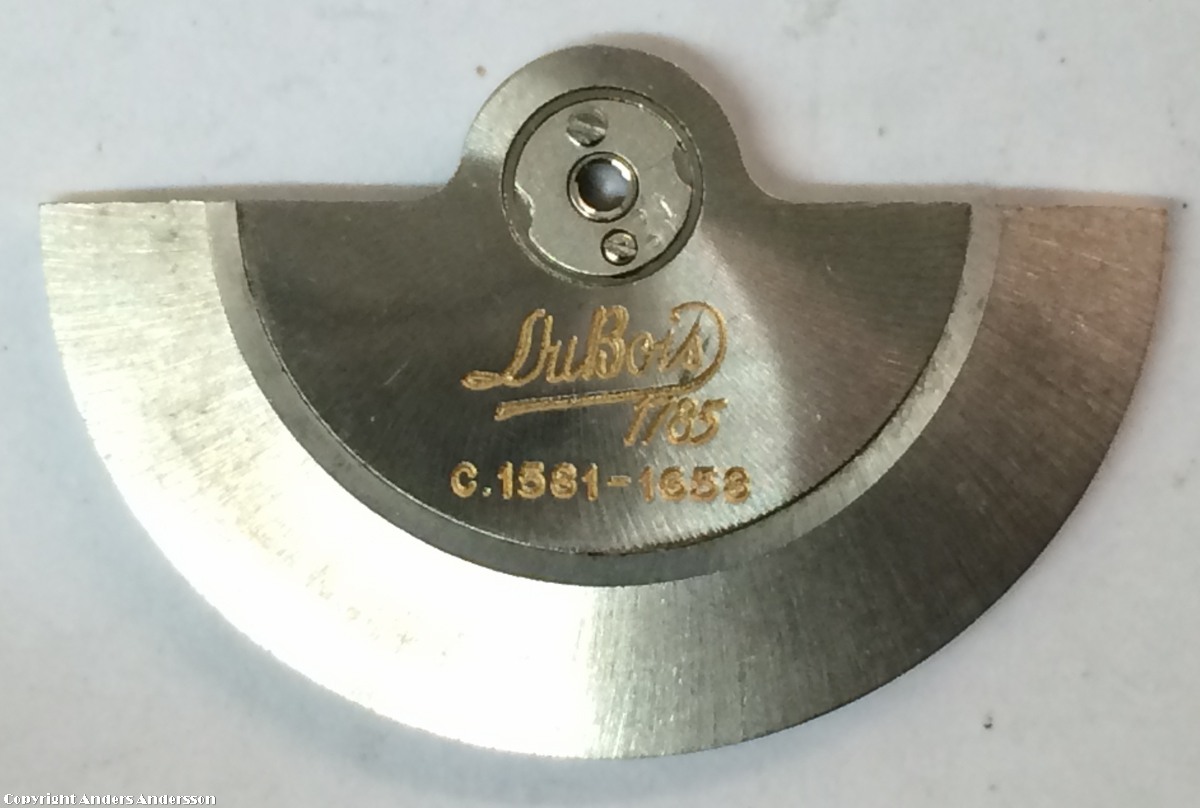 DuBois
1785
C.1581-1658
Copyright Anders Andersson